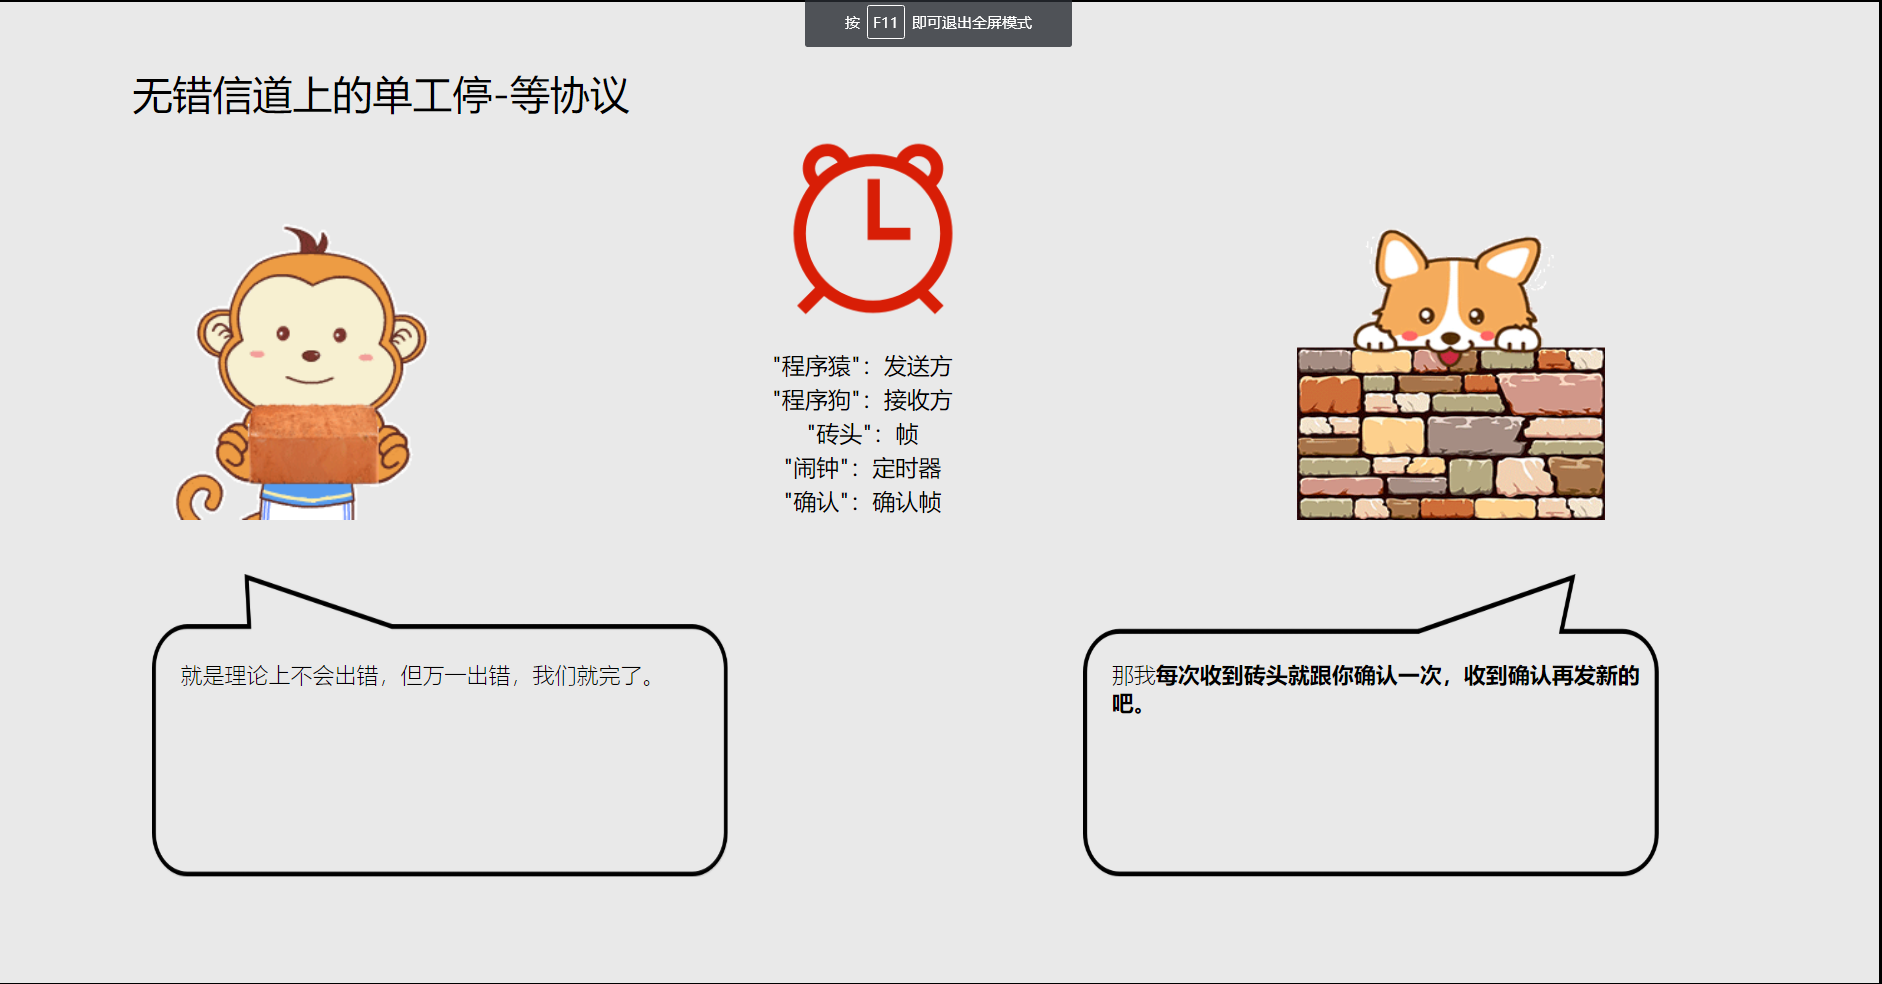 按 F11 即可退出全屏模式
无错信道上的单工停-等协议
"程序猿"：发送方
"程序狗"：接收方
"砖头"：帧
"闹钟"：定时器
"确认"：确认帧
就是理论上不会出错，但万一出错，我们就完了。
那我每次收到砖头就跟你确认一次，收到确认再发新的
吧。